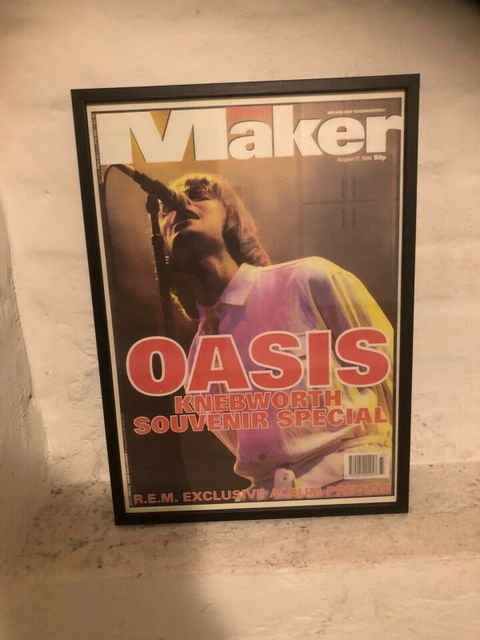 Maker
August 17, 1996 80p
OASIS
KNEBWORTH
SOUVENIR SPECIAL
R.E.M. EXCLUSIVE ALBUM PREVIEW